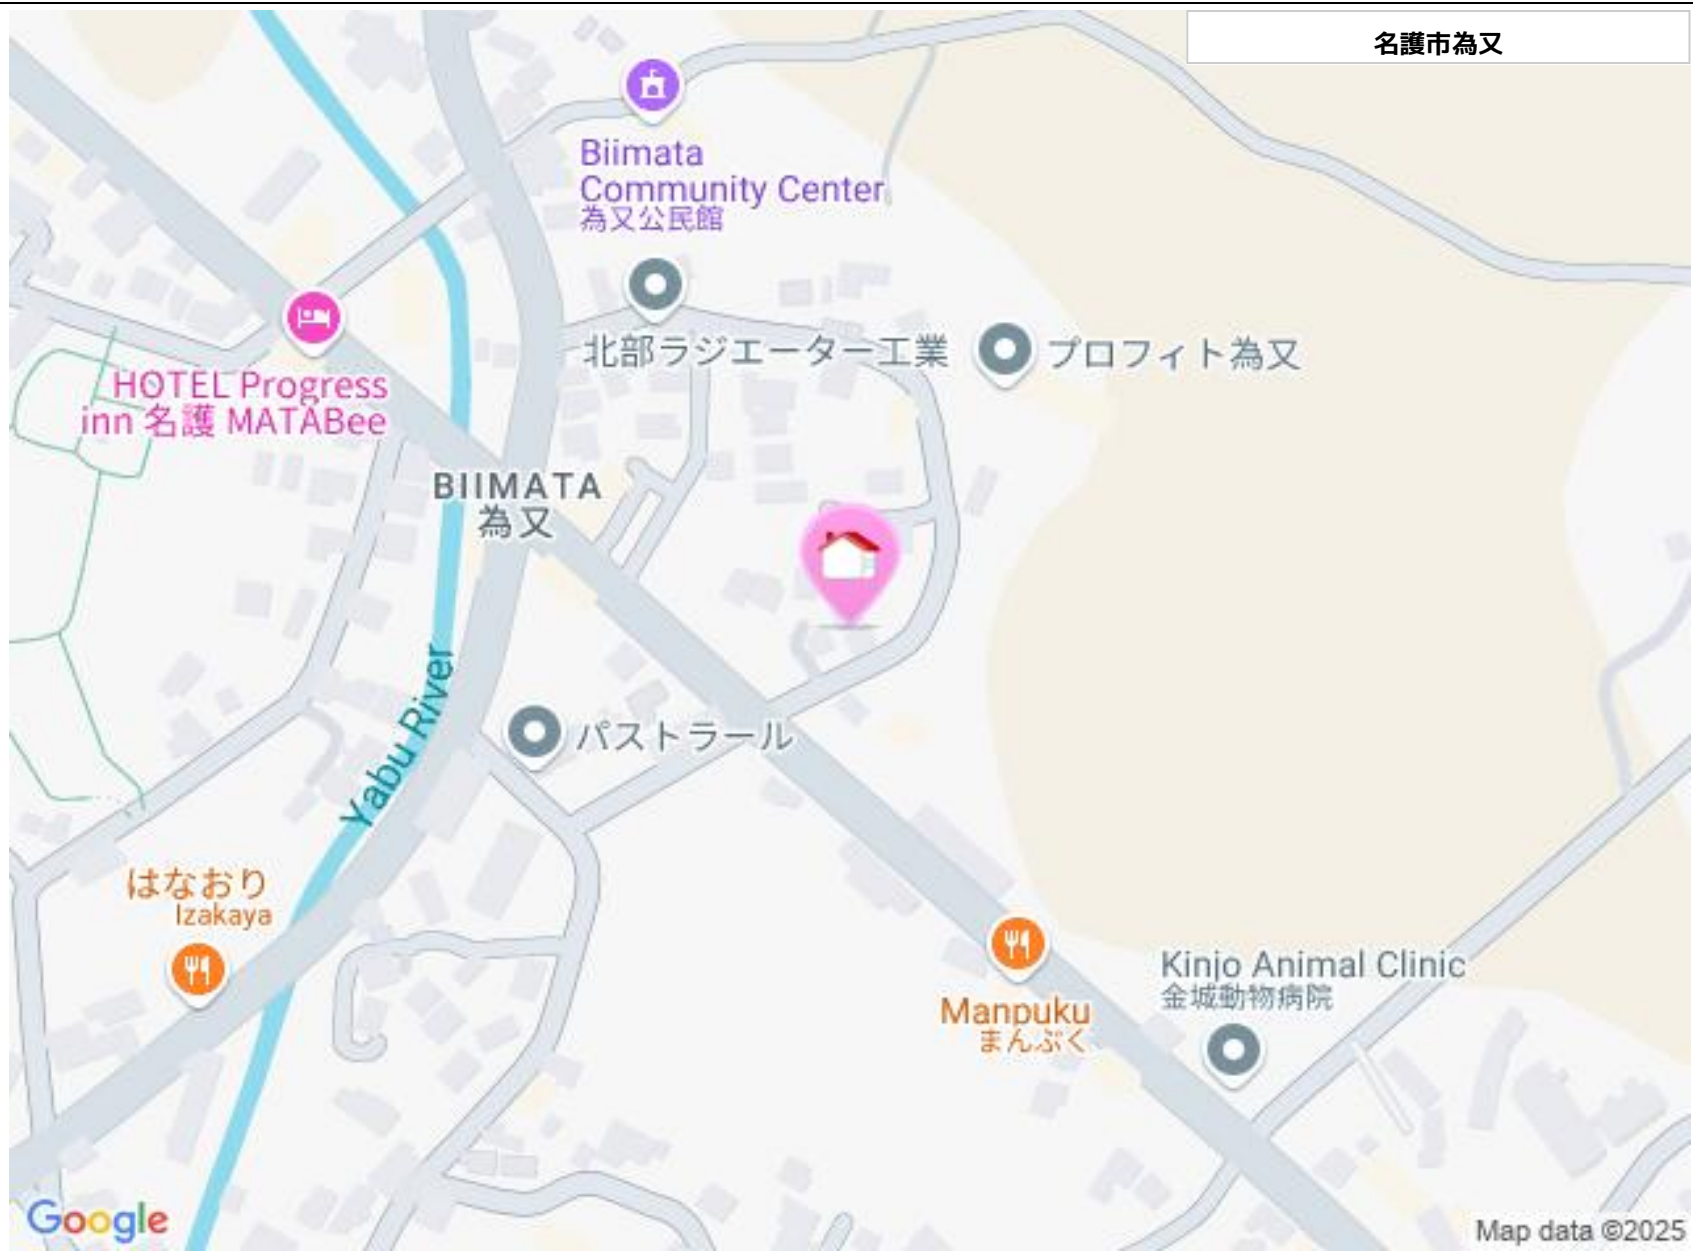 名護市為又
Biimata
Community Center
為又公民館
北部ラジエーター工業
プロフィト為又
HOTEL Progress
inn 名護 MATABee
BIIMATA
為又
Yabu River
パストラール
はなおり
Izakaya
Manpuku
まんぷく
Kinjo Animal Clinic
金城動物病院
Google
Map data ©2025